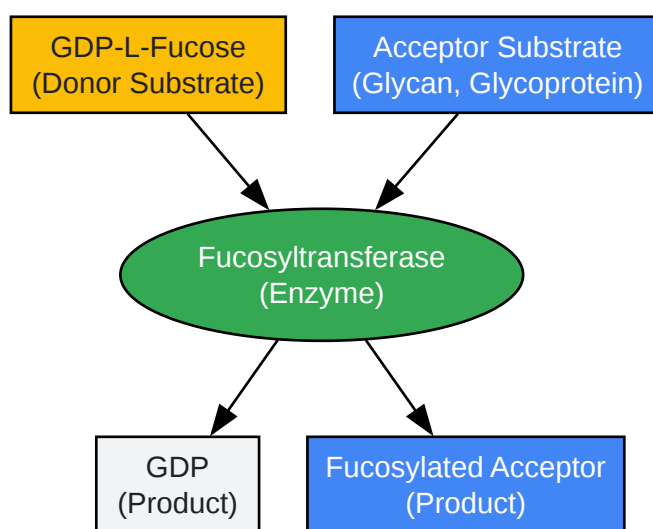 GDP-L-Fucose
(Donor Substrate)
Acceptor Substrate
(Glycan, Glycoprotein)
Fucosyltransferase
(Enzyme)
GDP
(Product)
Fucosylated Acceptor
(Product)